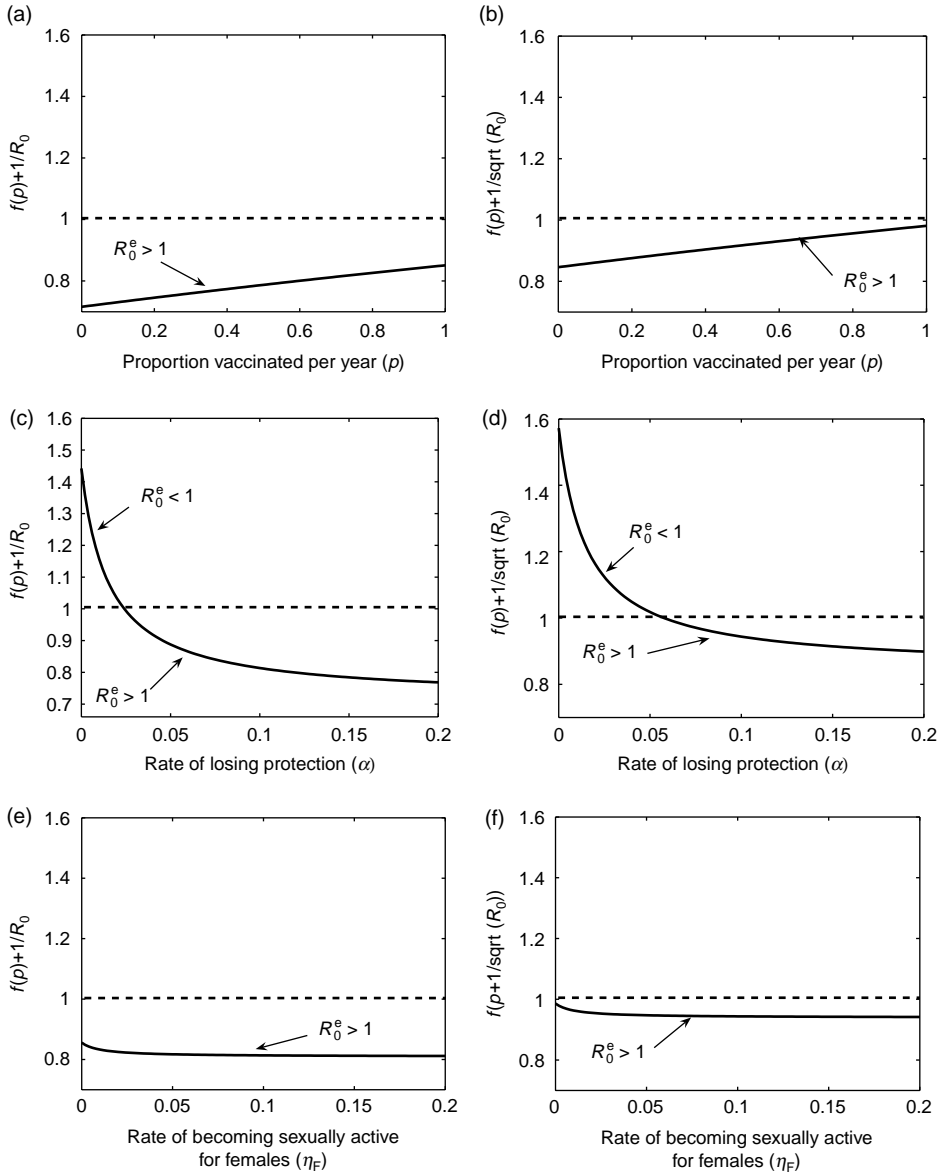 (a)
1.6
1.4
1.2
1
0.8
f(p)+1/R₀
R₀ᵉ > 1
0 0.2 0.4 0.6 0.8 1
Proportion vaccinated per year (p)
(b)
1.6
1.4
1.2
1
0.8
f(p)+1/sqrt (R₀)
R₀ᵉ > 1
0 0.2 0.4 0.6 0.8 1
Proportion vaccinated per year (p)
(c)
1.6
1.5
1.4
1.3
1.2
1.1
1
0.9
0.8
0.7
f(p)+1/R₀
R₀ᵉ < 1
R₀ᵉ > 1
0 0.05 0.1 0.15 0.2
Rate of losing protection (α)
(d)
1.6
1.4
1.2
1
0.8
f(p)+1/sqrt (R₀)
R₀ᵉ < 1
R₀ᵉ > 1
0 0.05 0.1 0.15 0.2
Rate of losing protection (α)
(e)
1.6
1.4
1.2
1
0.8
f(p)+1/R₀
R₀ᵉ > 1
0 0.05 0.1 0.15 0.2
Rate of becoming sexually active
for females (η_F)
(f)
1.6
1.4
1.2
1
0.8
f(p+1/sqrt (R₀))
R₀ᵉ > 1
0 0.05 0.1 0.15 0.2
Rate of becoming sexually active
for females (η_F)